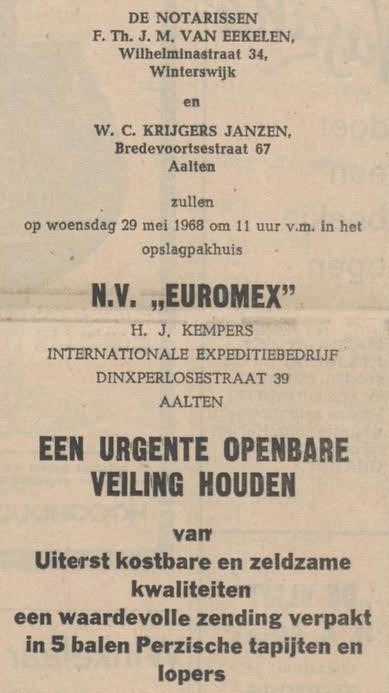 DE NOTARISSEN
F. Th. J. M. VAN EEKELEN,
Wilhelminastraat 34,
Winterswijk
en
W. C. KRIJGERS JANZEN,
Bredevoortsestraat 67
Aalten
zullen
op woensdag 29 mei 1968 om 11 uur v.m. in het
opslagpakhuis
N.V. „EUROMEX”
H. J. KEMPERS
INTERNATIONALE EXPEDITIEBEDRIJF
DINXPERLOSESTRAAT 39
AALTEN
EEN URGENTE OPENBARE
VEILING HOUDEN
van
Uiterst kostbare en zeldzame
kwaliteiten
een waardevolle zending verpakt
in 5 balen Perzische tapijten en
lopers